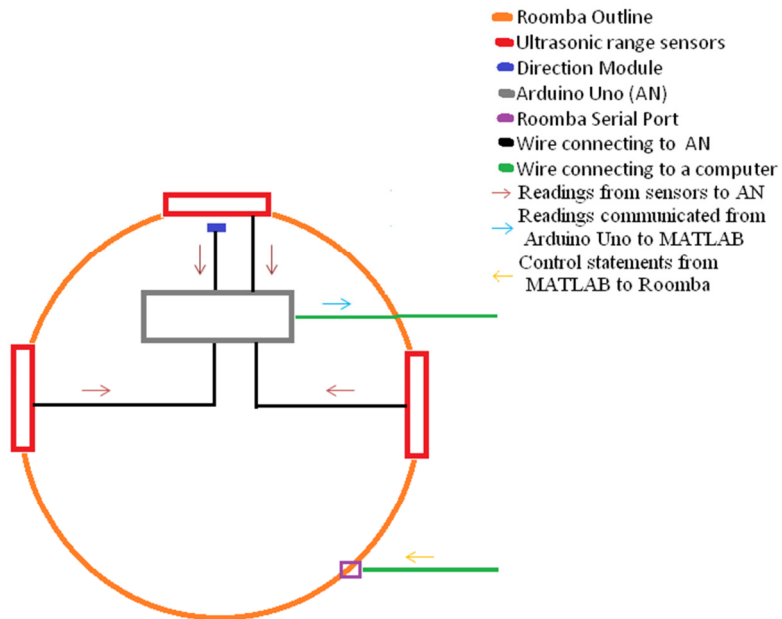 Roomba Outline
Ultrasonic range sensors
Direction Module
Arduino Uno (AN)
Roomba Serial Port
Wire connecting to AN
Wire connecting to a computer
Readings from sensors to AN
Readings communicated from
Arduino Uno to MATLAB
Control statements from
MATLAB to Roomba